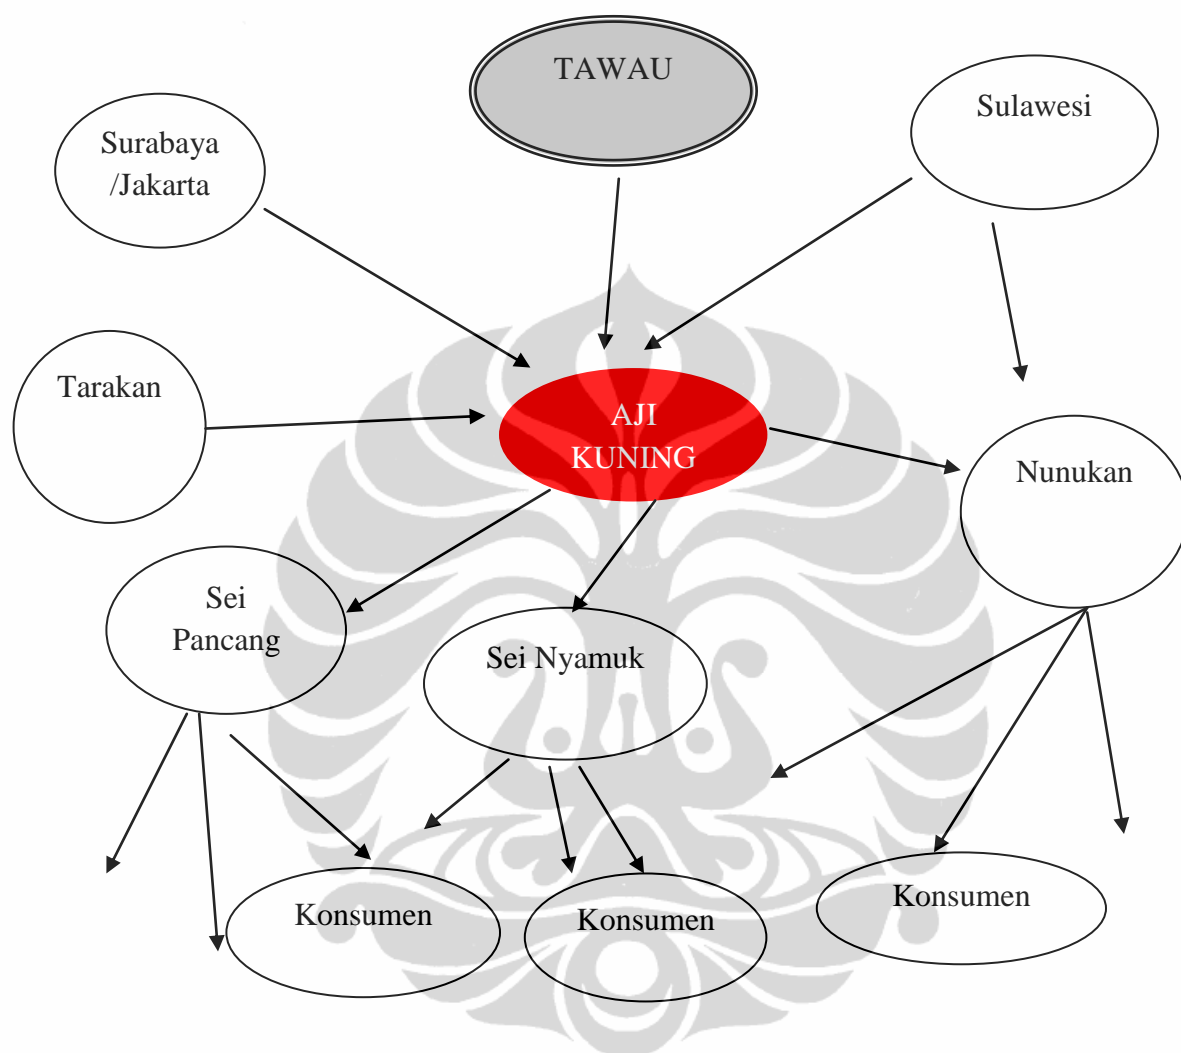 TAWAU
Sulawesi
Surabaya
/Jakarta
Tarakan
AJI
KUNING
Nunukan
Sei
Pancang
Sei Nyamuk
Konsumen
Konsumen
Konsumen